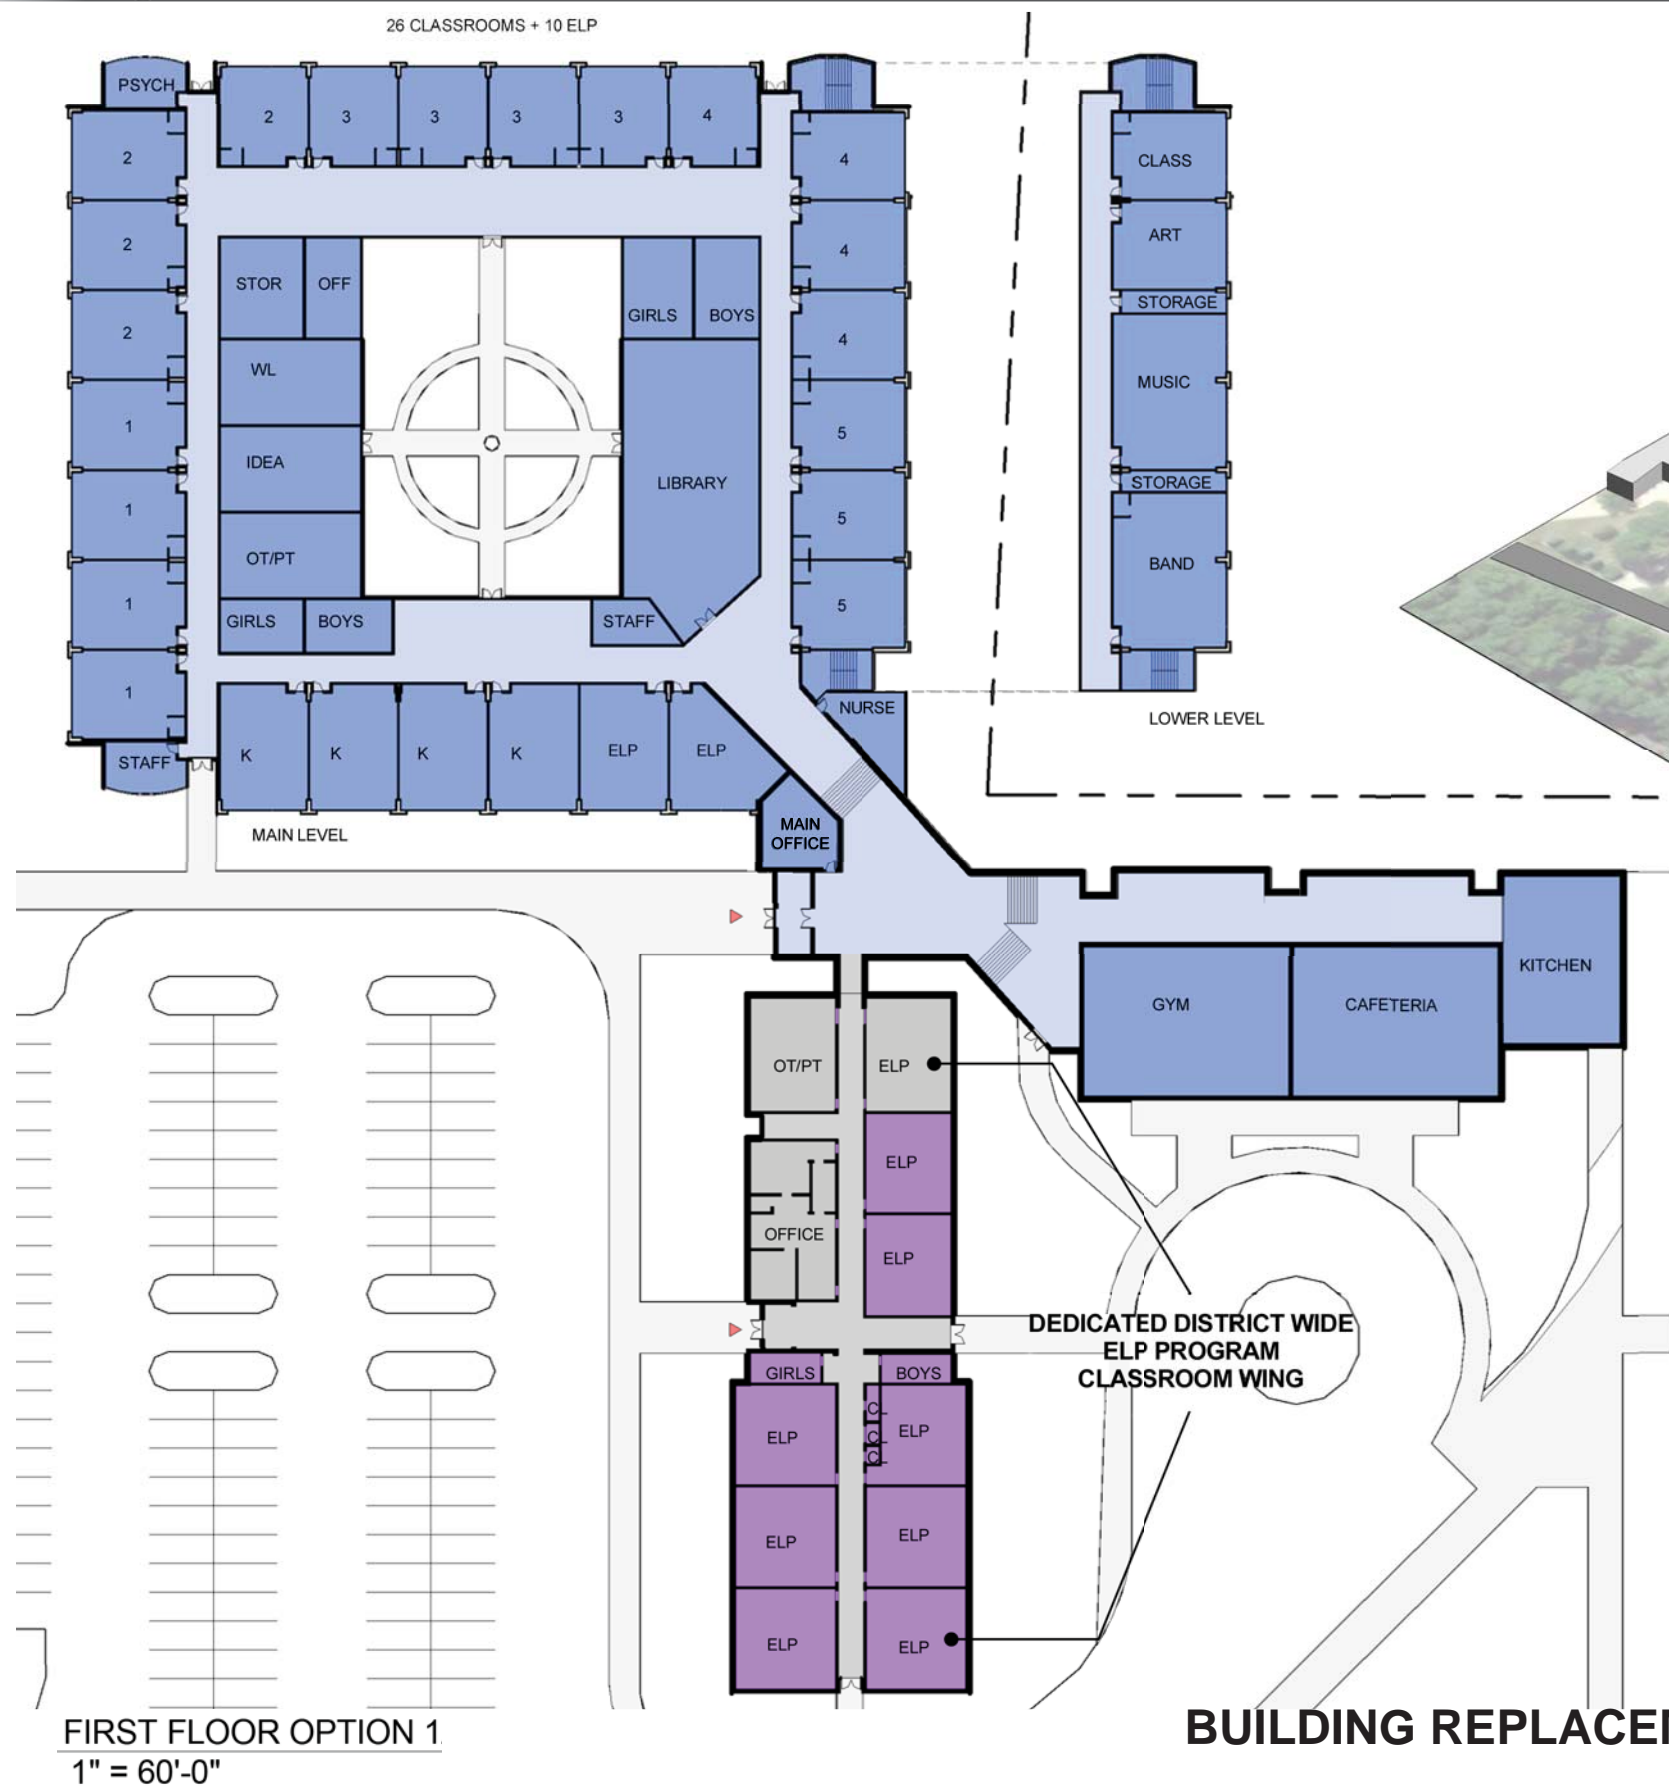 26 CLASSROOMS + 10 ELP
PSYCH
2
3
3
3
3
4
2
4
CLASS
2
4
ART
STOR
OFF
GIRLS
BOYS
STORAGE
2
4
WL
MUSIC
1
5
IDEA
LIBRARY
STORAGE
1
5
OT/PT
BAND
1
5
GIRLS
BOYS
STAFF
1
NURSE
LOWER LEVEL
STAFF
K
K
K
K
ELP
ELP
MAIN LEVEL
MAIN
OFFICE
KITCHEN
GYM
CAFETERIA
OT/PT
ELP
ELP
OFFICE
ELP
DEDICATED DISTRICT WIDE
ELP PROGRAM
CLASSROOM WING
GIRLS
BOYS
C
ELP
C
ELP
C
ELP
ELP
ELP
ELP
FIRST FLOOR OPTION 1
1" = 60'-0"
BUILDING REPLACE